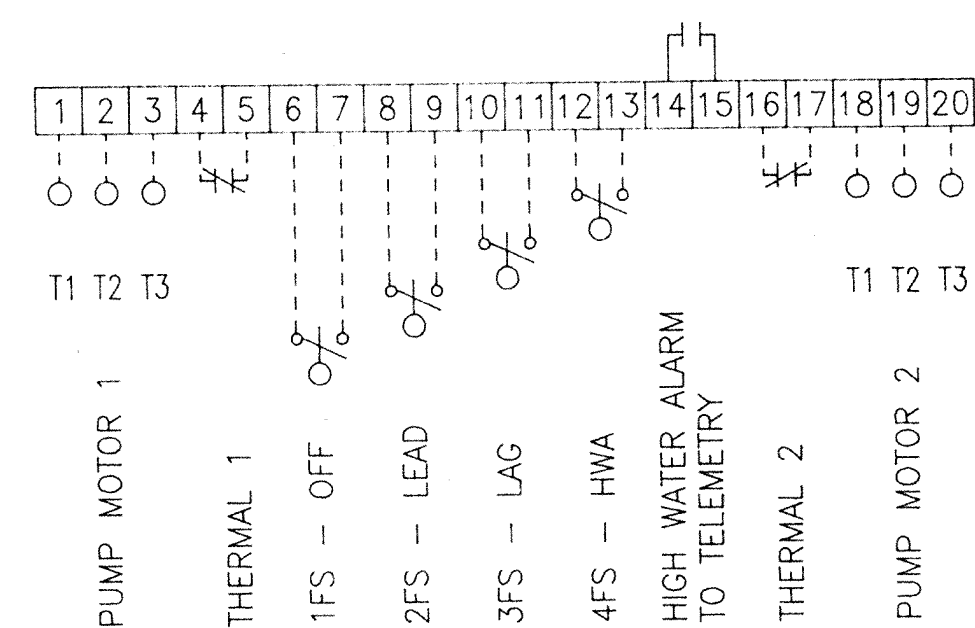 1 2 3 4 5 6 7 8 9 10 11 12 13 14 15 16 17 18 19 20
T1 T2 T3
T1 T2 T3
PUMP MOTOR 1
THERMAL 1
1FS - OFF
2FS - LEAD
3FS - LAG
4FS - HWA
HIGH WATER ALARM
TO TELEMETRY
THERMAL 2
PUMP MOTOR 2